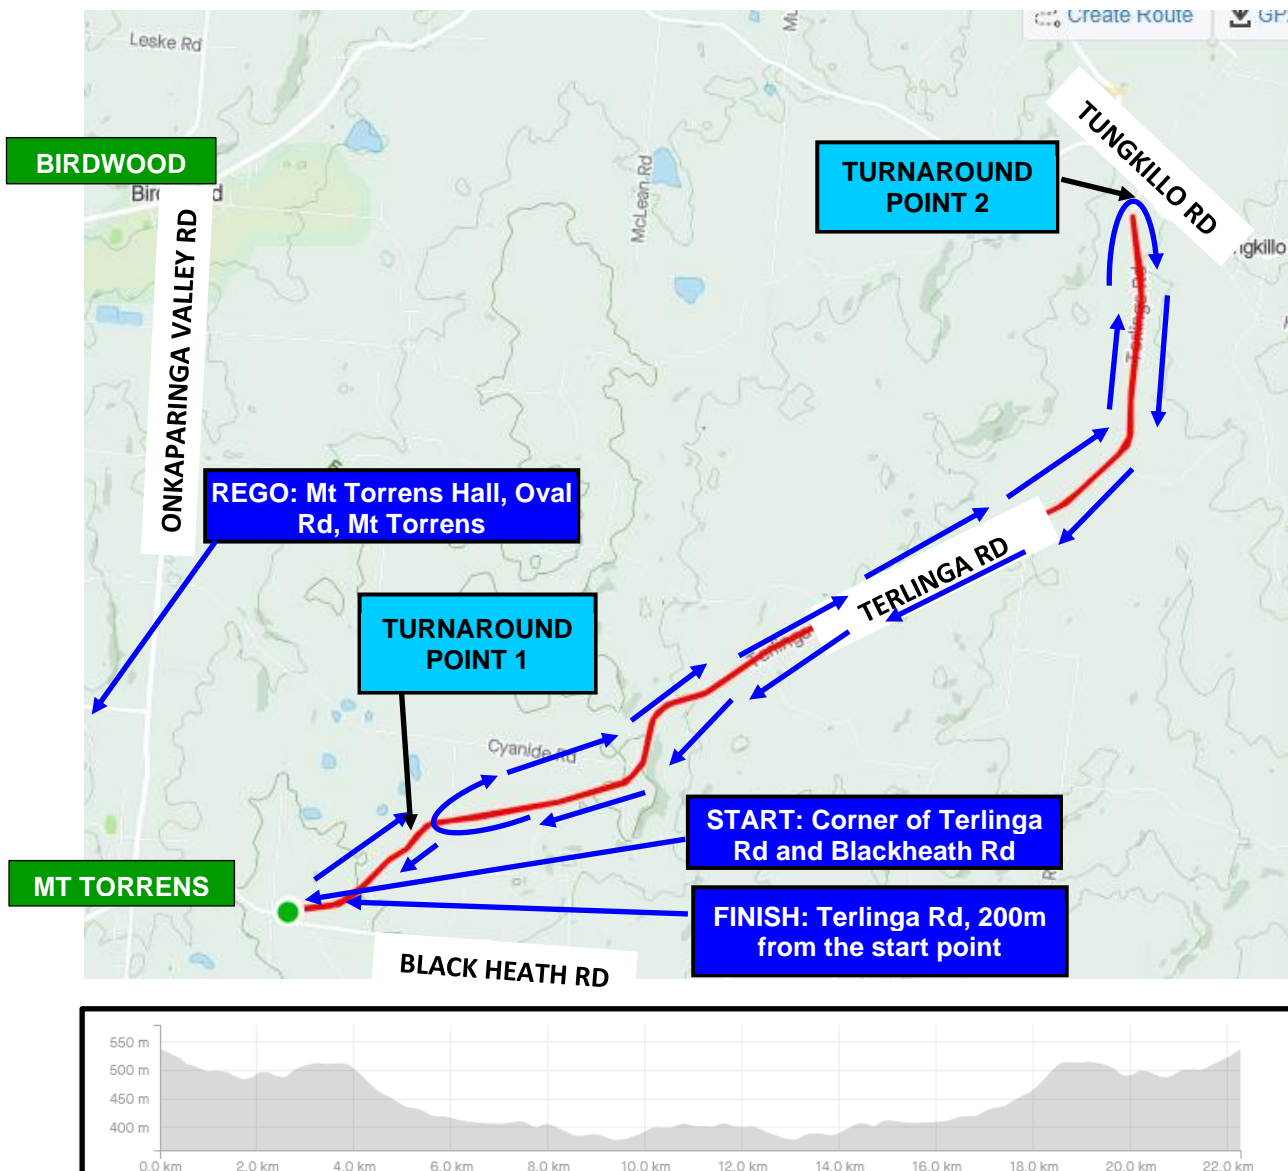 Create Route
Leske Rd
BIRDWOOD
ONKAPARINGA VALLEY RD
McLean Rd
TURNAROUND
POINT 2
TUNGKILLO RD
Terlinga Rd
REGO: Mt Torrens Hall, Oval
Rd, Mt Torrens
TERLINGA RD
TURNAROUND
POINT 1
Cyanide Rd
START: Corner of Terlinga
Rd and Blackheath Rd
MT TORRENS
FINISH: Terlinga Rd, 200m
from the start point
BLACK HEATH RD
550 m
500 m
450 m
400 m
0.0 km 2.0 km 4.0 km 6.0 km 8.0 km 10.0 km 12.0 km 14.0 km 16.0 km 18.0 km 20.0 km 22.0 km